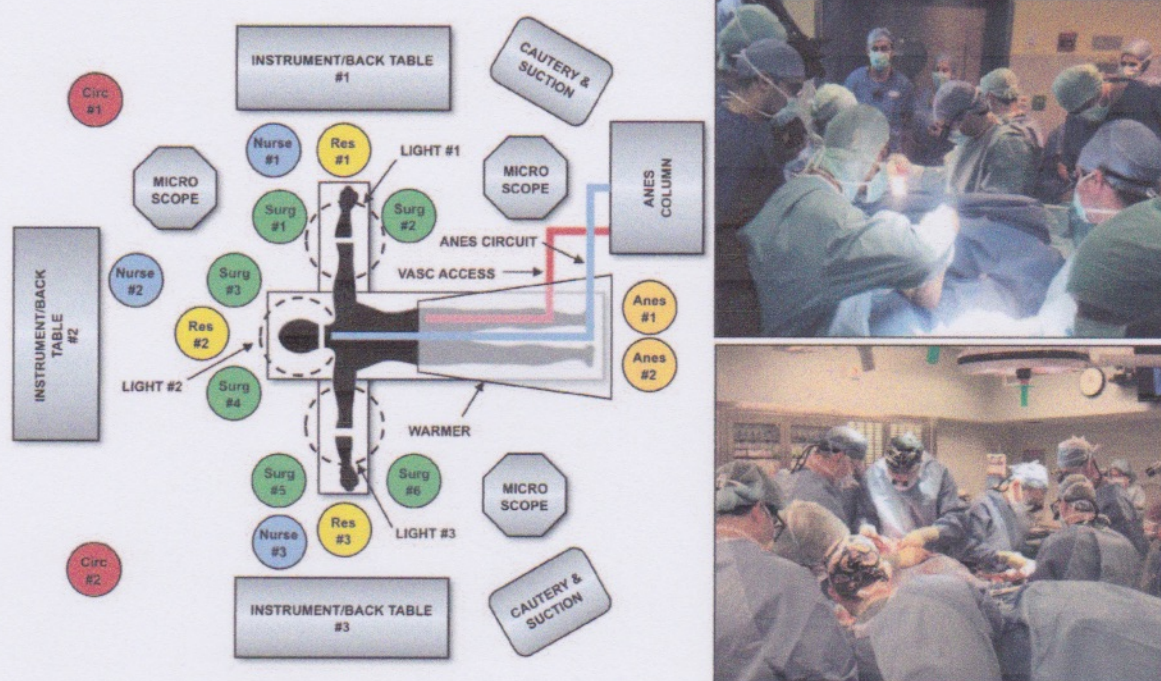 INSTRUMENT/BACK TABLE
#1
CAUTERY &
SUCTION
Circ
#1
Nurse
#1
Res
#1
LIGHT #1
MICRO
SCOPE
MICRO
SCOPE
ANES
COLUMN
Surg
#1
Surg
#2
ANES CIRCUIT
VASC ACCESS
INSTRUMENT/BACK
TABLE
#2
Nurse
#2
Surg
#3
Res
#2
Anes
#1
Anes
#2
LIGHT #2
Surg
#4
WARMER
Surg
#5
Surg
#6
MICRO
SCOPE
Nurse
#3
Res
#3
LIGHT #3
Circ
#2
INSTRUMENT/BACK TABLE
#3
CAUTERY &
SUCTION